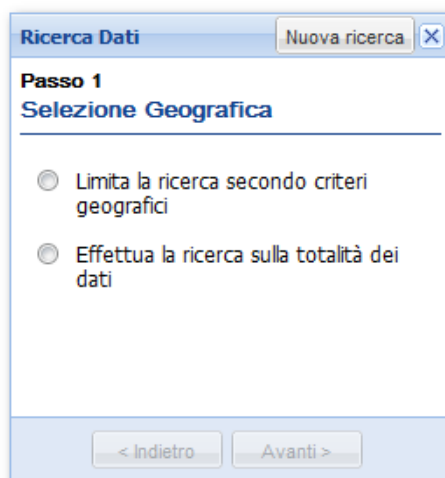 Ricerca Dati Nuova ricerca
Passo 1
Selezione Geografica
Limita la ricerca secondo criteri
geografici
Effettua la ricerca sulla totalità dei
dati
< Indietro Avanti >